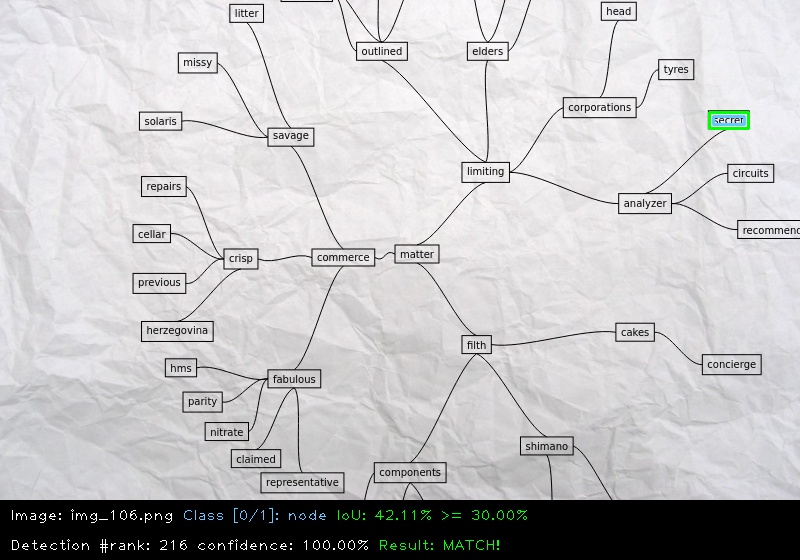 litter
head
outlined
elders
missy
tyres
corporations
solaris
savage
limiting
circuits
repairs
analyzer
cellar
recommend
crisp
commerce
matter
previous
herzegovina
cakes
filth
hms
concierge
fabulous
parity
nitrate
shimano
claimed
components
representative
Image: img_106.png Class [0/1]: node IoU: 42.11% >= 30.00%
Detection #rank: 216 confidence: 100.00% Result: MATCH!